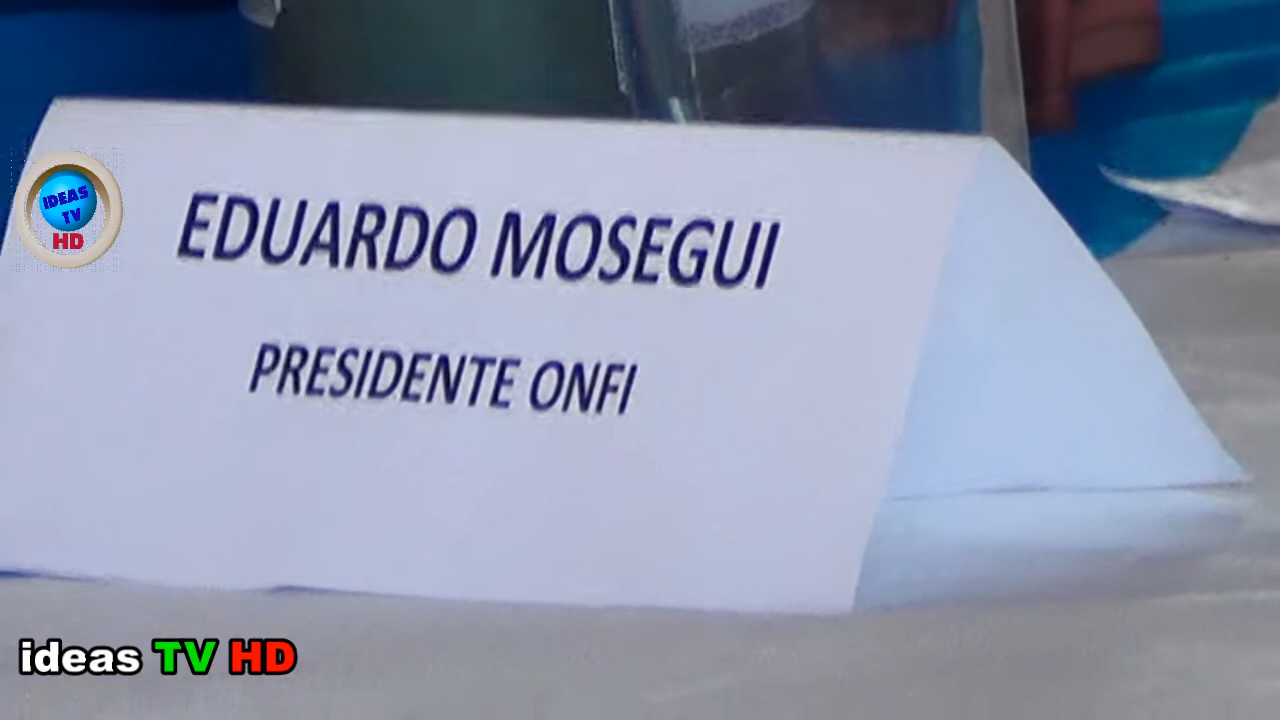 IDEAS
TV
HD
EDUARDO MOSEGUI
PRESIDENTE ONFI
ideas TV HD